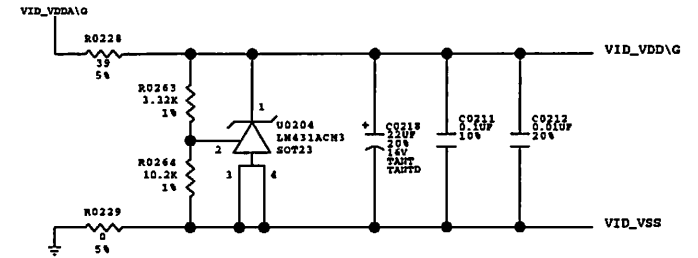 VID_VDDA\G
R0228
39
5%
VID_VDD\G
R0263
3.32K
1%
1
U0204
LM431ACM3
SOT23
2
R0264
10.2K
1%
3
4
+
C0218
22UF
20%
16V
TANT
TANTD
C0211
0.1UF
10%
C0212
0.01UF
20%
R0229
0
5%
VID_VSS